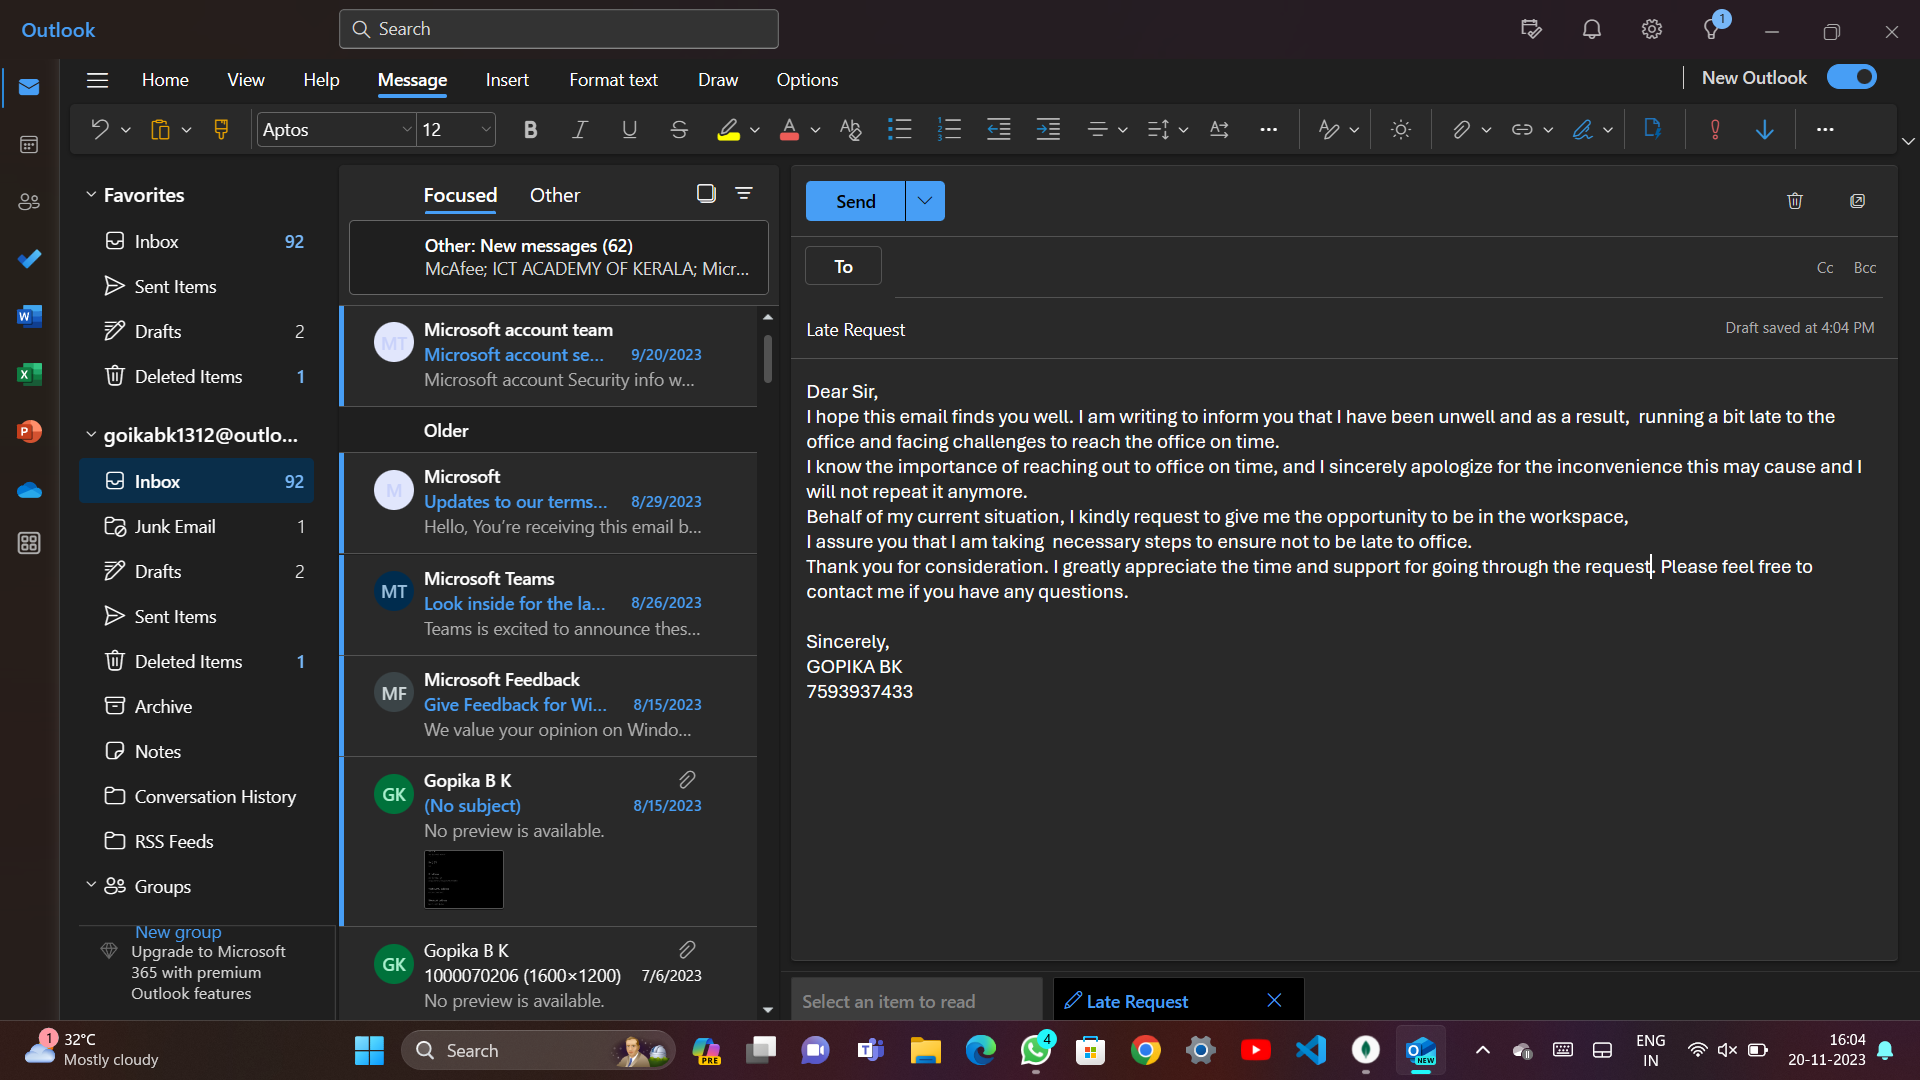 Outlook
Search
1
Home
View
Help
Message
Insert
Format text
Draw
Options
New Outlook
Aptos
12
Favorites
Inbox 92
Sent Items
Drafts 2
Deleted Items 1
goikabk1312@outlo...
Inbox 92
Junk Email 1
Drafts 2
Sent Items
Deleted Items 1
Archive
Notes
Conversation History
RSS Feeds
Groups
New group
Upgrade to Microsoft
365 with premium
Outlook features
Focused
Other
Other: New messages (62)
McAfee; ICT ACADEMY OF KERALA; Micr...
MT
Microsoft account team
Microsoft account se... 9/20/2023
Microsoft account Security info w...
Older
M
Microsoft
Updates to our terms... 8/29/2023
Hello, You're receiving this email b...
MT
Microsoft Teams
Look inside for the la... 8/26/2023
Teams is excited to announce thes...
MF
Microsoft Feedback
Give Feedback for Wi... 8/15/2023
We value your opinion on Windo...
GK
Gopika B K
(No subject) 8/15/2023
No preview is available.
GK
Gopika B K
1000070206 (1600×1200) 7/6/2023
No preview is available.
Send
To
Cc
Bcc
Late Request
Draft saved at 4:04 PM
Dear Sir,
I hope this email finds you well. I am writing to inform you that I have been unwell and as a result,  running a bit late to the
office and facing challenges to reach the office on time.
I know the importance of reaching out to office on time, and I sincerely apologize for the inconvenience this may cause and I
will not repeat it anymore.
Behalf of my current situation, I kindly request to give me the opportunity to be in the workspace,
I assure you that I am taking  necessary steps to ensure not to be late to office.
Thank you for consideration. I greatly appreciate the time and support for going through the request. Please feel free to
contact me if you have any questions.
Sincerely,
GOPIKA BK
7593937433
Select an item to read
Late Request
1
32°C
Mostly cloudy
Search
PRE
4
NEW
ENG
IN
16:04
20-11-2023